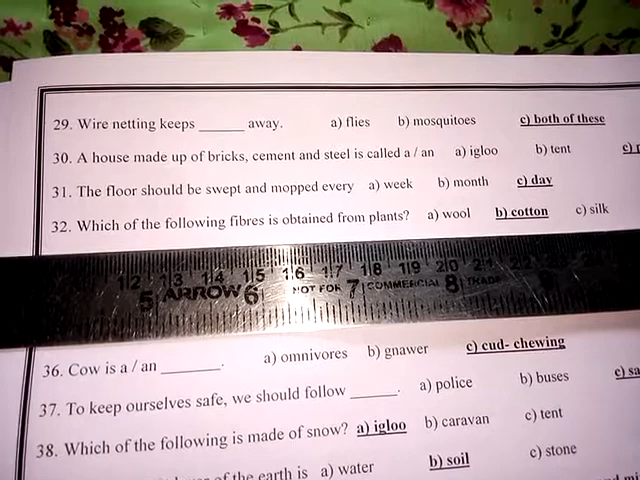 29. Wire netting keeps ______ away. a) flies b) mosquitoes c) both of these
30. A house made up of bricks, cement and steel is called a / an a) igloo b) tent c)
31. The floor should be swept and mopped every a) week b) month c) day
32. Which of the following fibres is obtained from plants? a) wool b) cotton c) silk
12 13 14 15 16 17 18 19 20 21 22
5 ARROW 6 NOT FOR 7 COMMERCIAL 8 TRADE
36. Cow is a / an ______. a) omnivores b) gnawer c) cud- chewing
37. To keep ourselves safe, we should follow ______. a) police b) buses c) sa
38. Which of the following is made of snow? a) igloo b) caravan c) tent
of the earth is a) water b) soil c) stone